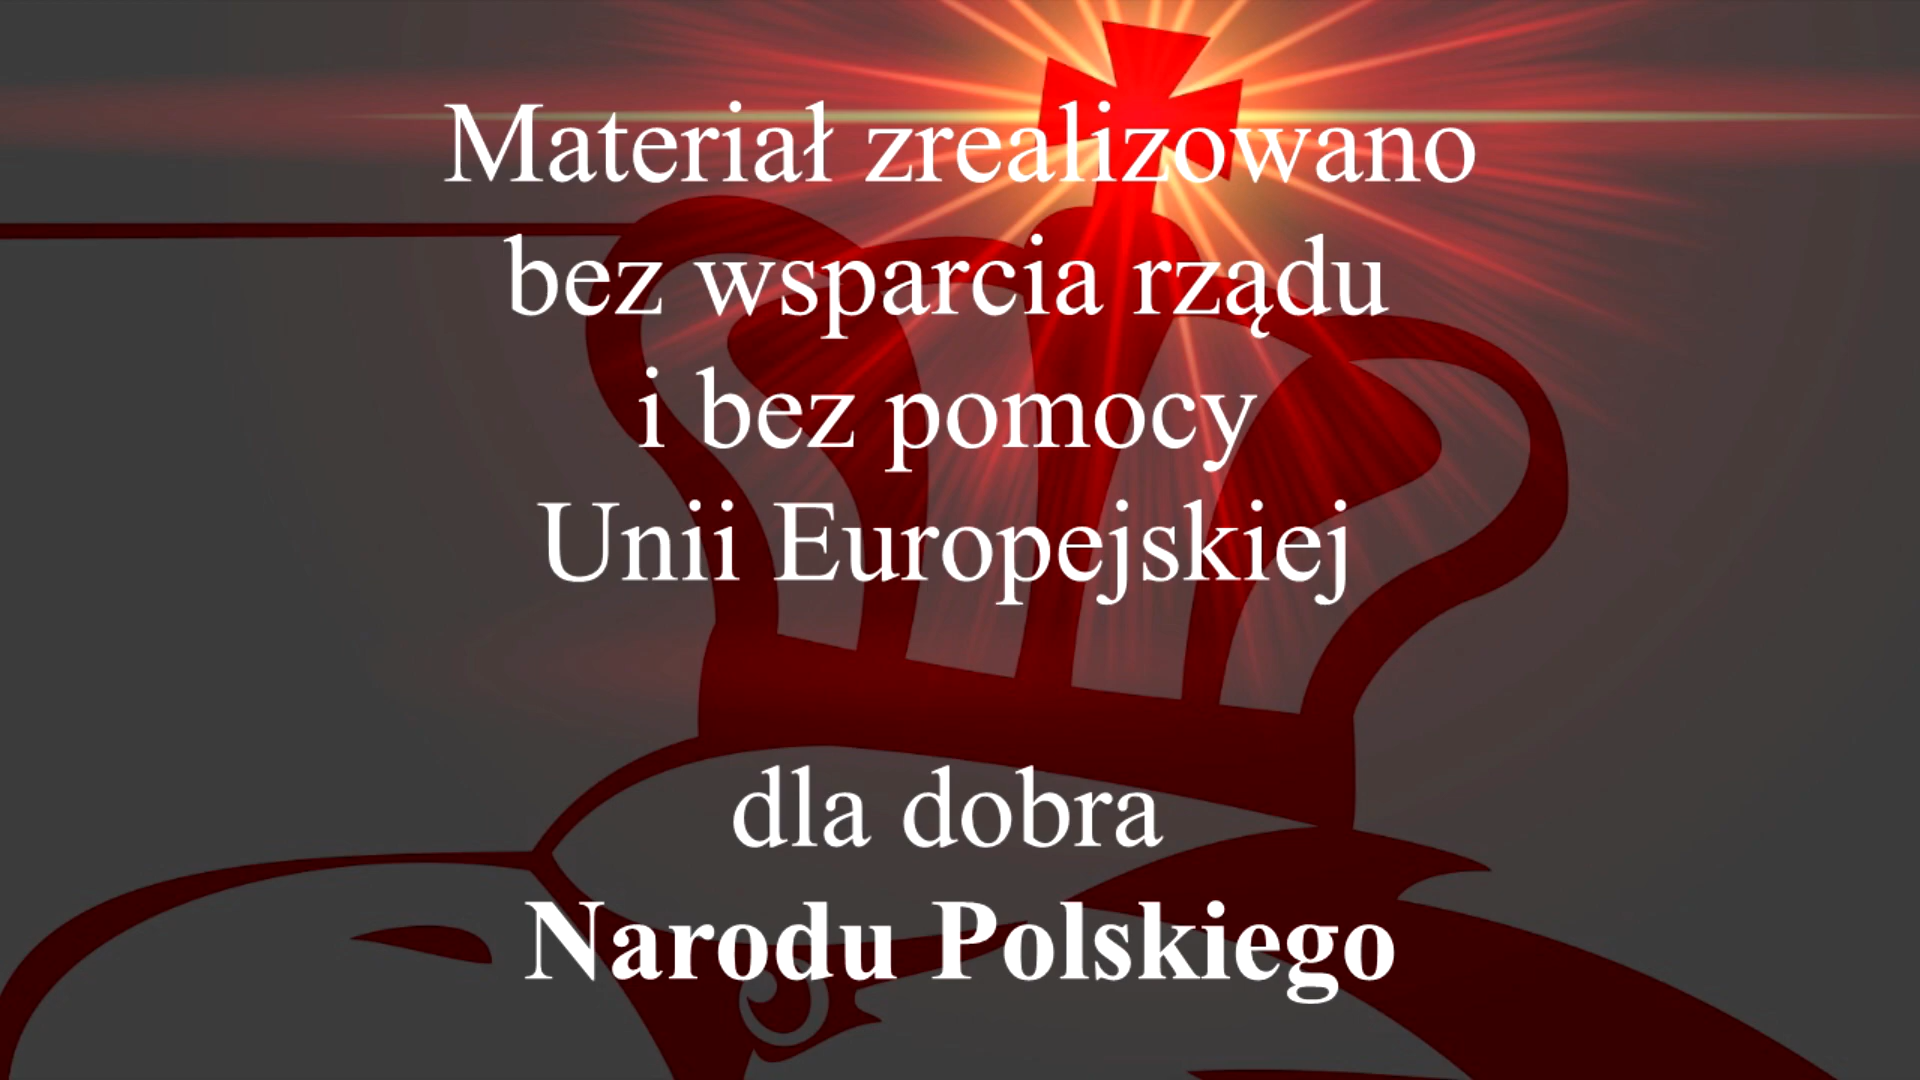 Materiał zrealizowano
bez wsparcia rządu
i bez pomocy
Unii Europejskiej
dla dobra
Narodu Polskiego